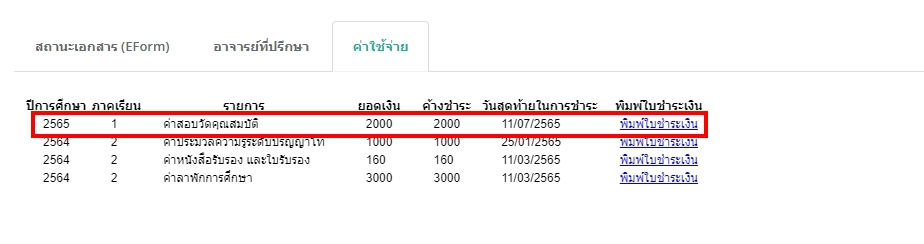 สถานะเอกสาร (EForm) อาจารย์ที่ปรึกษา ค่าใช้จ่าย
ปีการศึกษา ภาคเรียน รายการ ยอดเงิน ค้างชำระ วันสุดท้ายในการชำระ พิมพ์ใบชำระเงิน
2565 1 ค่าสอบวัดคุณสมบัติ 2000 2000 11/07/2565 พิมพ์ใบชำระเงิน
2564 2 ค่าประมวลความรู้ระดับปริญญาโท 1000 1000 25/01/2565 พิมพ์ใบชำระเงิน
2564 2 ค่าหนังสือรับรอง และใบรับรอง 160 160 11/03/2565 พิมพ์ใบชำระเงิน
2564 2 ค่าลาพักการศึกษา 3000 3000 11/03/2565 พิมพ์ใบชำระเงิน